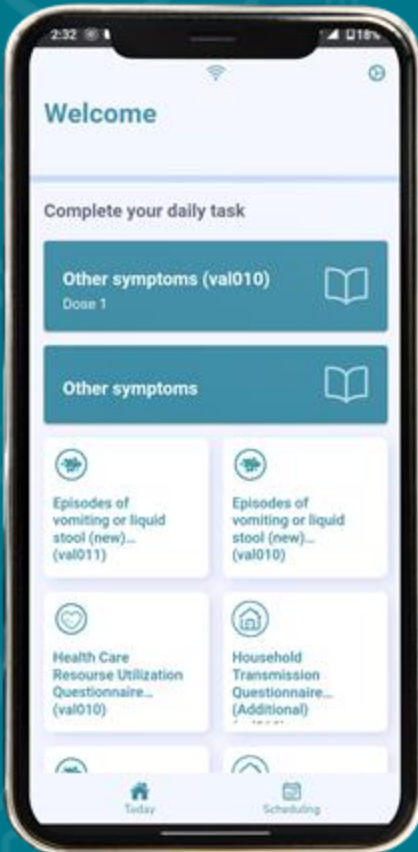 2:32
18%
Welcome
Complete your daily task
Other symptoms (val010)
Dose 1
Other symptoms
Episodes of
vomiting or liquid
stool (new)...
(val011)
Episodes of
vomiting or liquid
stool (new)...
(val010)
Health Care
Resourse Utilization
Questionnaire...
(val010)
Household
Transmission
Questionnaire...
(Additional)
Today
Scheduling